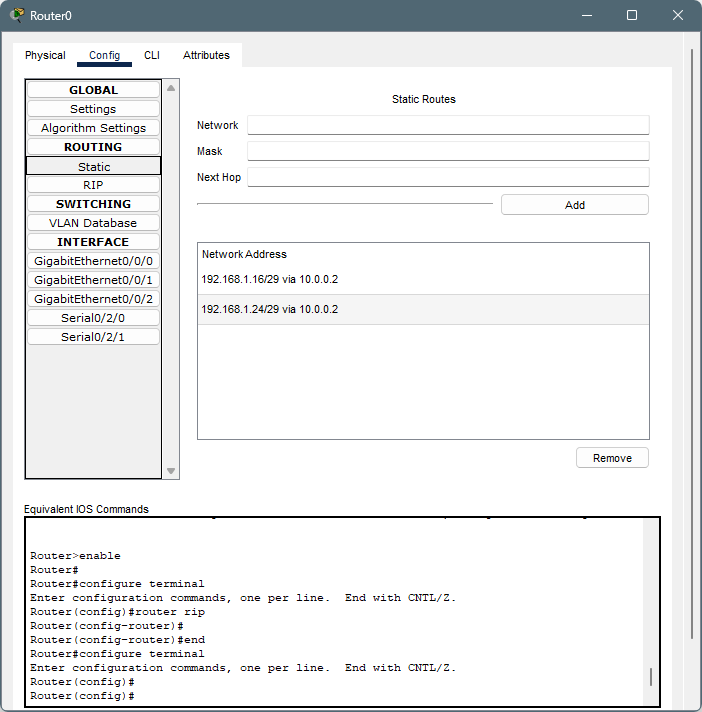 Router0
Physical Config CLI Attributes
GLOBAL
Settings
Algorithm Settings
ROUTING
Static
RIP
SWITCHING
VLAN Database
INTERFACE
GigabitEthernet0/0/0
GigabitEthernet0/0/1
GigabitEthernet0/0/2
Serial0/2/0
Serial0/2/1
Static Routes
Network
Mask
Next Hop
Add
Network Address
192.168.1.16/29 via 10.0.0.2
192.168.1.24/29 via 10.0.0.2
Remove
Equivalent IOS Commands
Router>enable
Router#
Router#configure terminal
Enter configuration commands, one per line.  End with CNTL/Z.
Router(config)#router rip
Router(config-router)#
Router(config-router)#end
Router#configure terminal
Enter configuration commands, one per line.  End with CNTL/Z.
Router(config)#
Router(config)#